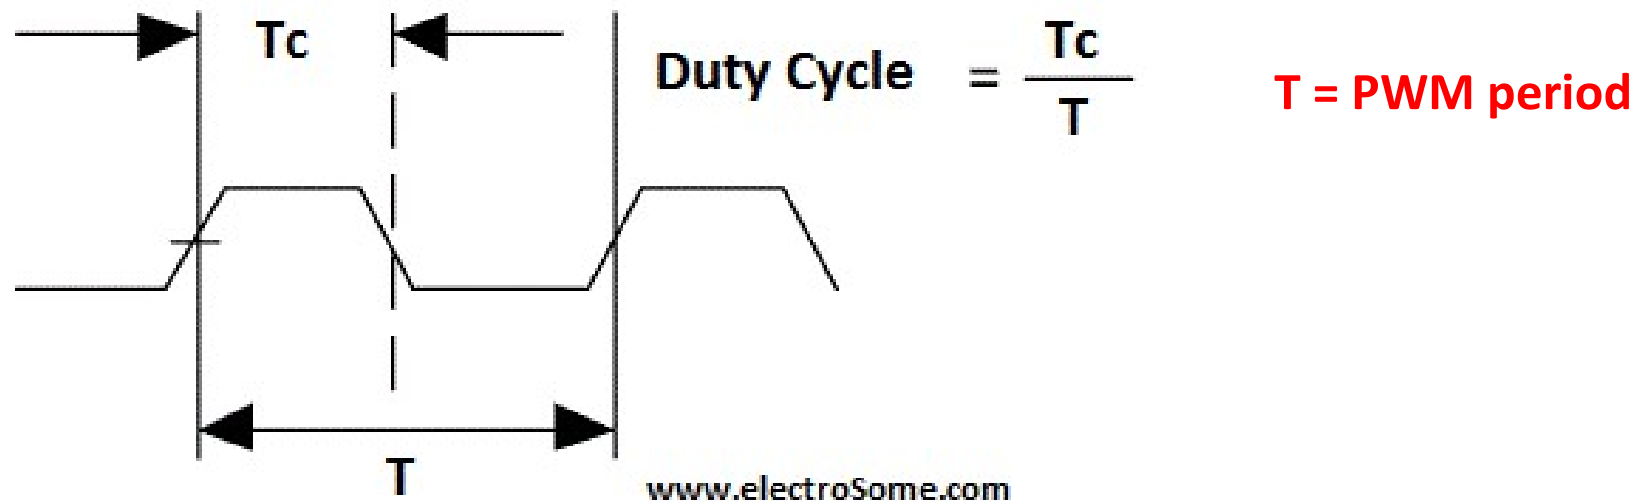 Tc
Duty Cycle = Tc
T
T = PWM period
T
www.electroSome.com